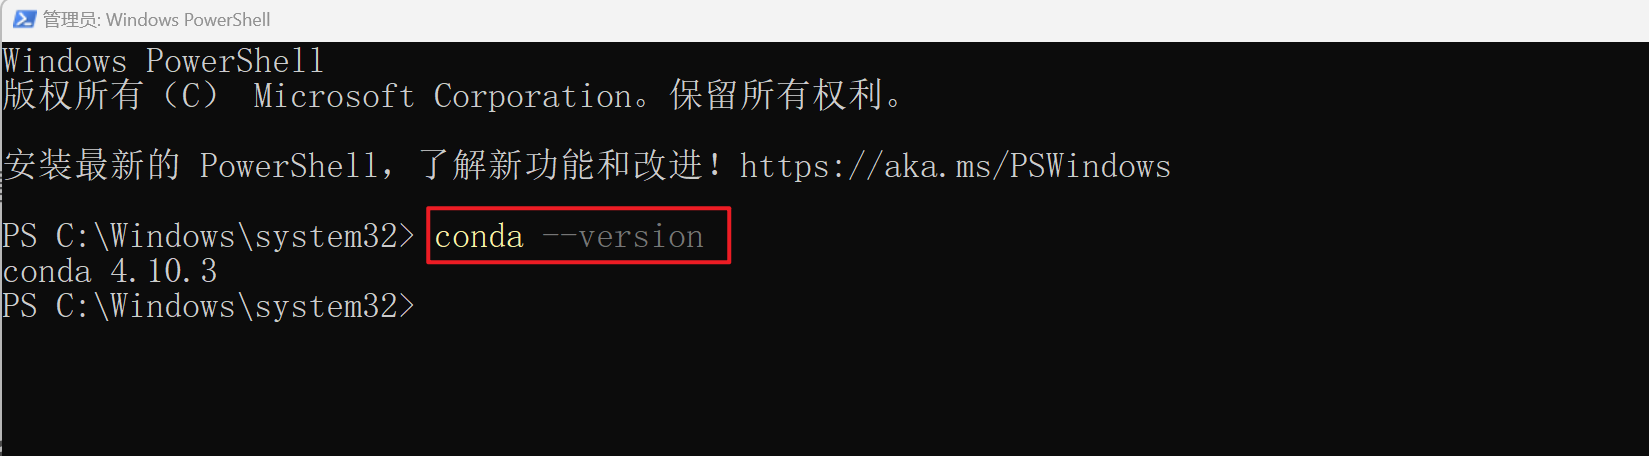 管理员: Windows PowerShell
Windows PowerShell
版权所有（C） Microsoft Corporation。保留所有权利。
安装最新的 PowerShell，了解新功能和改进！https://aka.ms/PSWindows
PS C:\Windows\system32> conda --version
conda 4.10.3
PS C:\Windows\system32>